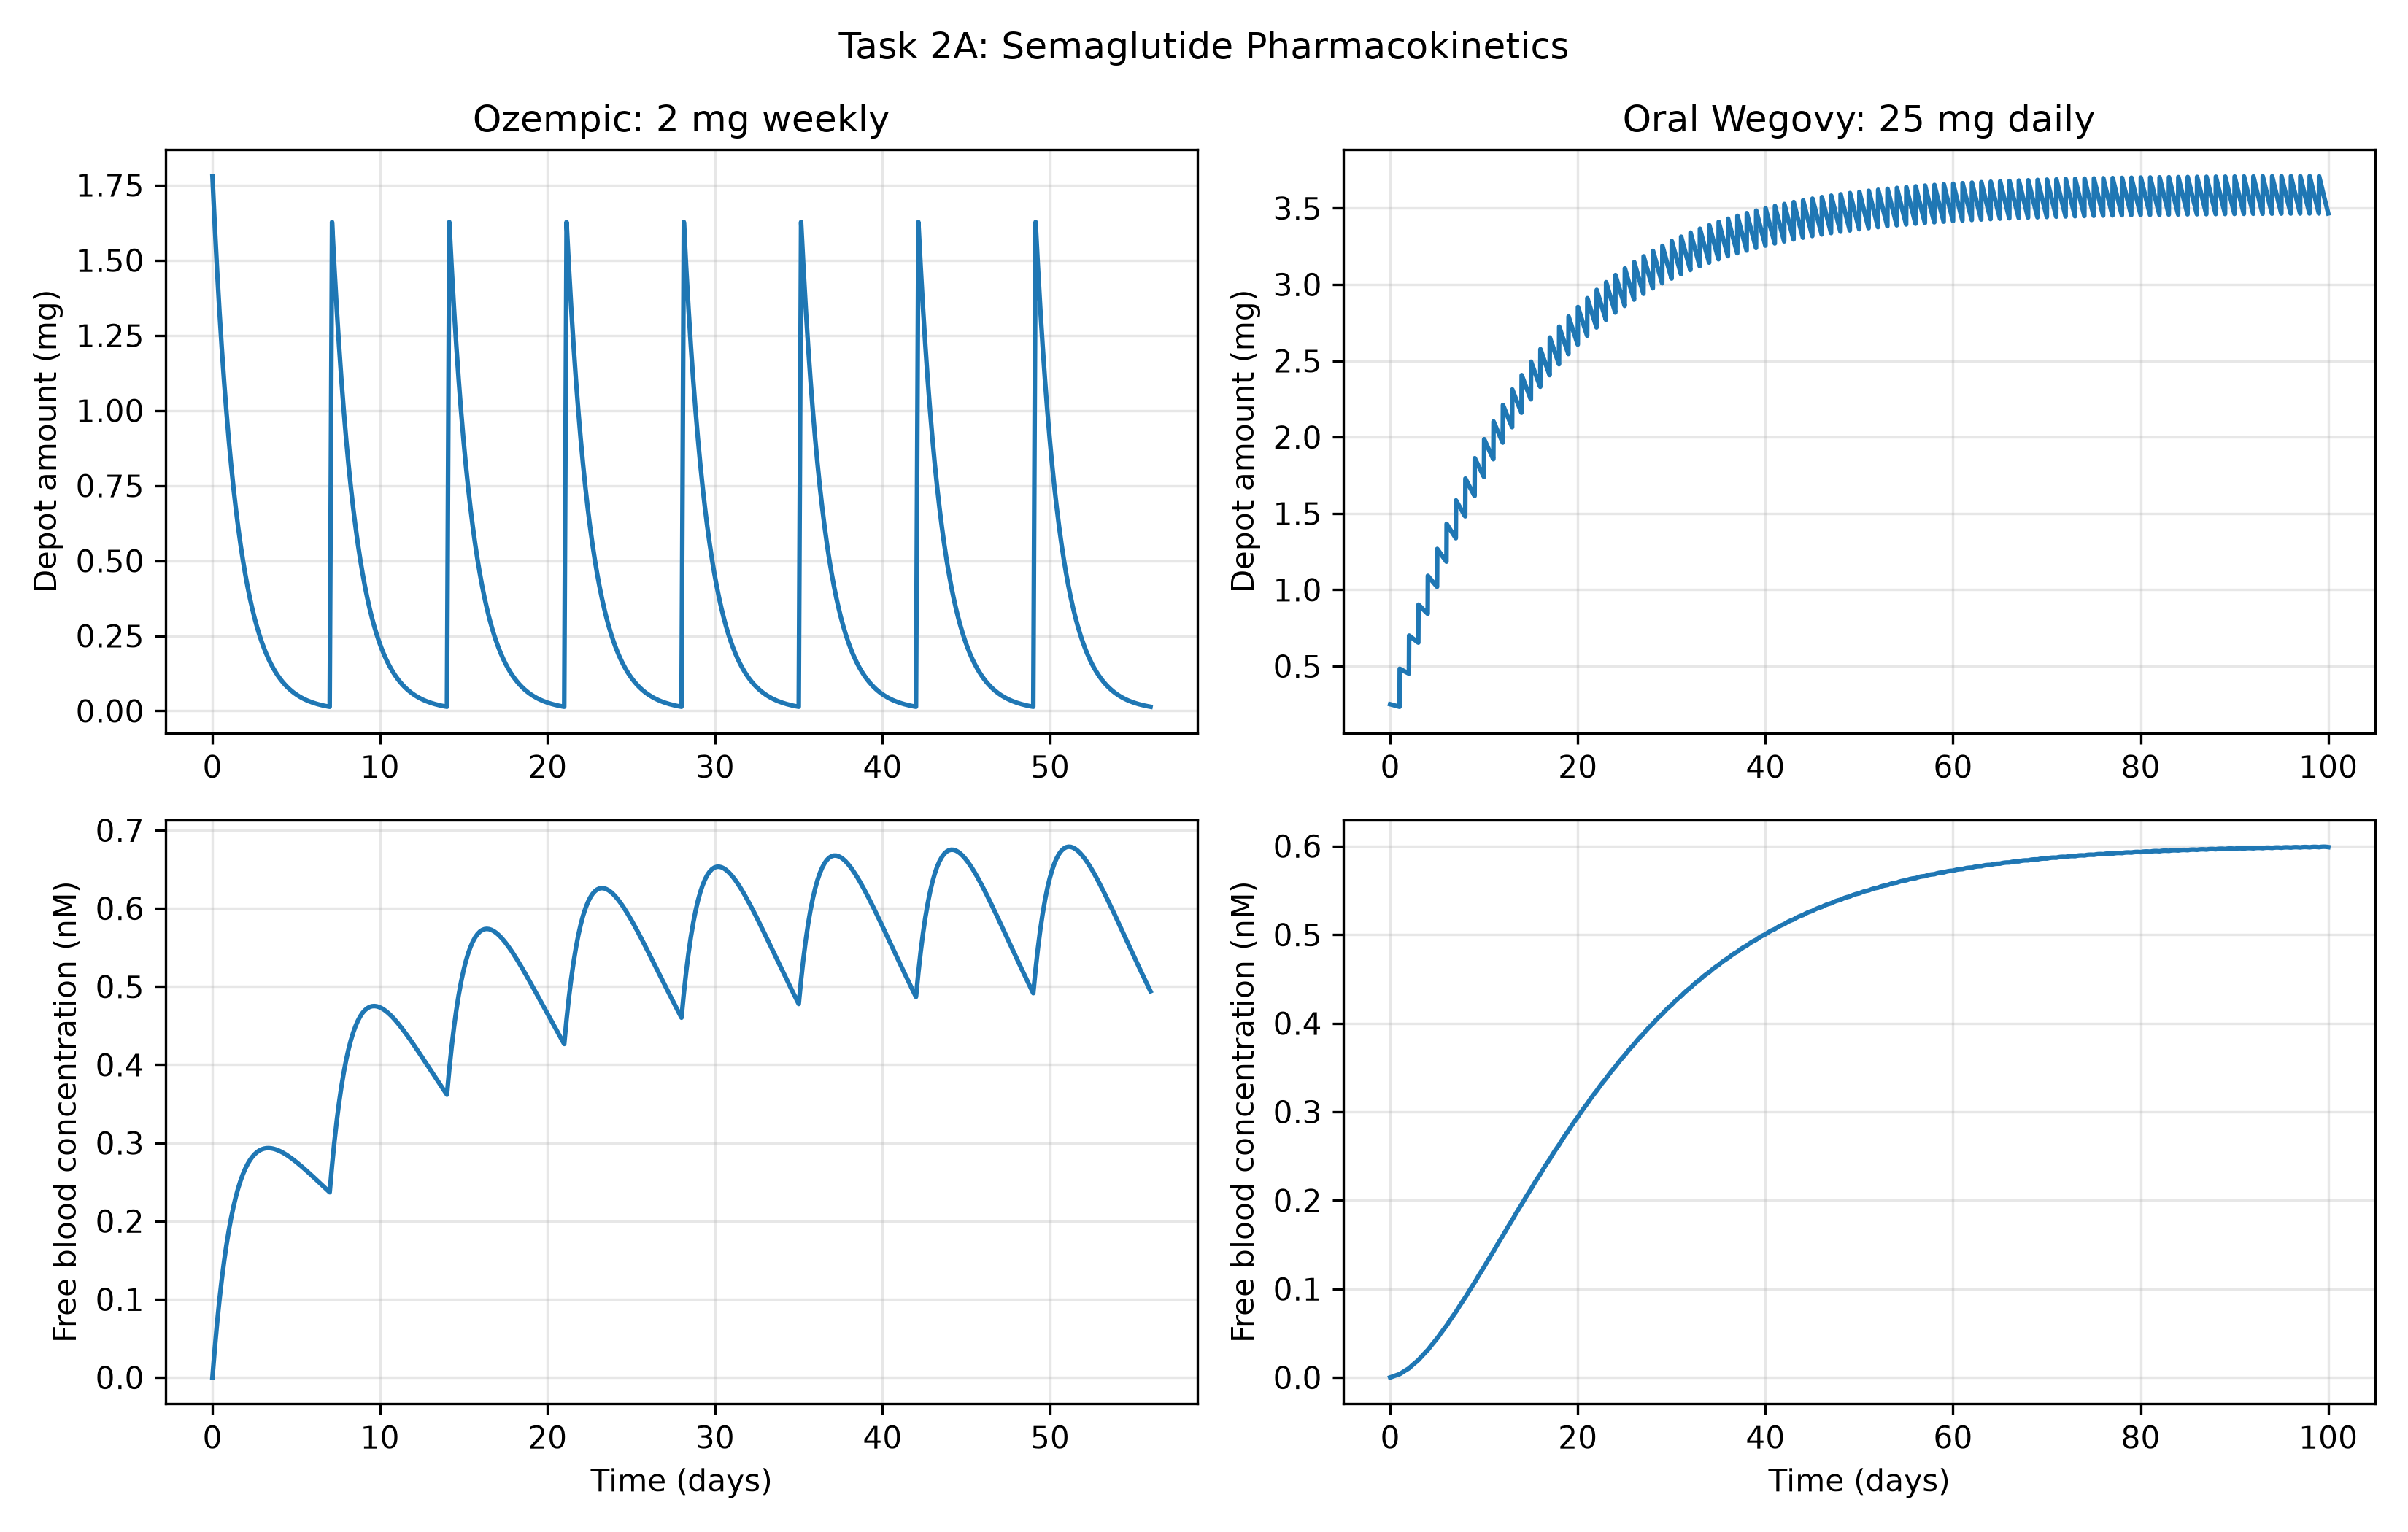 Task 2A: Semaglutide Pharmacokinetics
Ozempic: 2 mg weekly
Depot amount (mg)
1.75
1.50
1.25
1.00
0.75
0.50
0.25
0.00
0 10 20 30 40 50
Oral Wegovy: 25 mg daily
Depot amount (mg)
3.5
3.0
2.5
2.0
1.5
1.0
0.5
0 20 40 60 80 100
Free blood concentration (nM)
0.7
0.6
0.5
0.4
0.3
0.2
0.1
0.0
0 10 20 30 40 50
Time (days)
Free blood concentration (nM)
0.6
0.5
0.4
0.3
0.2
0.1
0.0
0 20 40 60 80 100
Time (days)